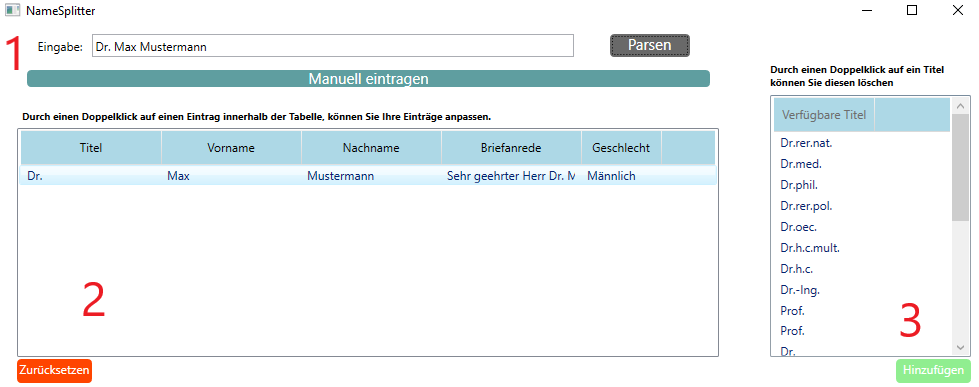 NameSplitter
1
Eingabe:
Dr. Max Mustermann
Parsen
Manuell eintragen
Durch einen Doppelklick auf einen Eintrag innerhalb der Tabelle, können Sie Ihre Einträge anpassen.
Titel Vorname Nachname Briefanrede Geschlecht
Dr. Max Mustermann Sehr geehrter Herr Dr. M Männlich
2
Zurücksetzen
Durch einen Doppelklick auf ein Titel
können Sie diesen löschen
Verfügbare Titel
Dr.rer.nat.
Dr.med.
Dr.phil.
Dr.rer.pol.
Dr.oec.
Dr.h.c.mult.
Dr.h.c.
Dr.-Ing.
Prof.
Prof.
Dr.
3
Hinzufügen